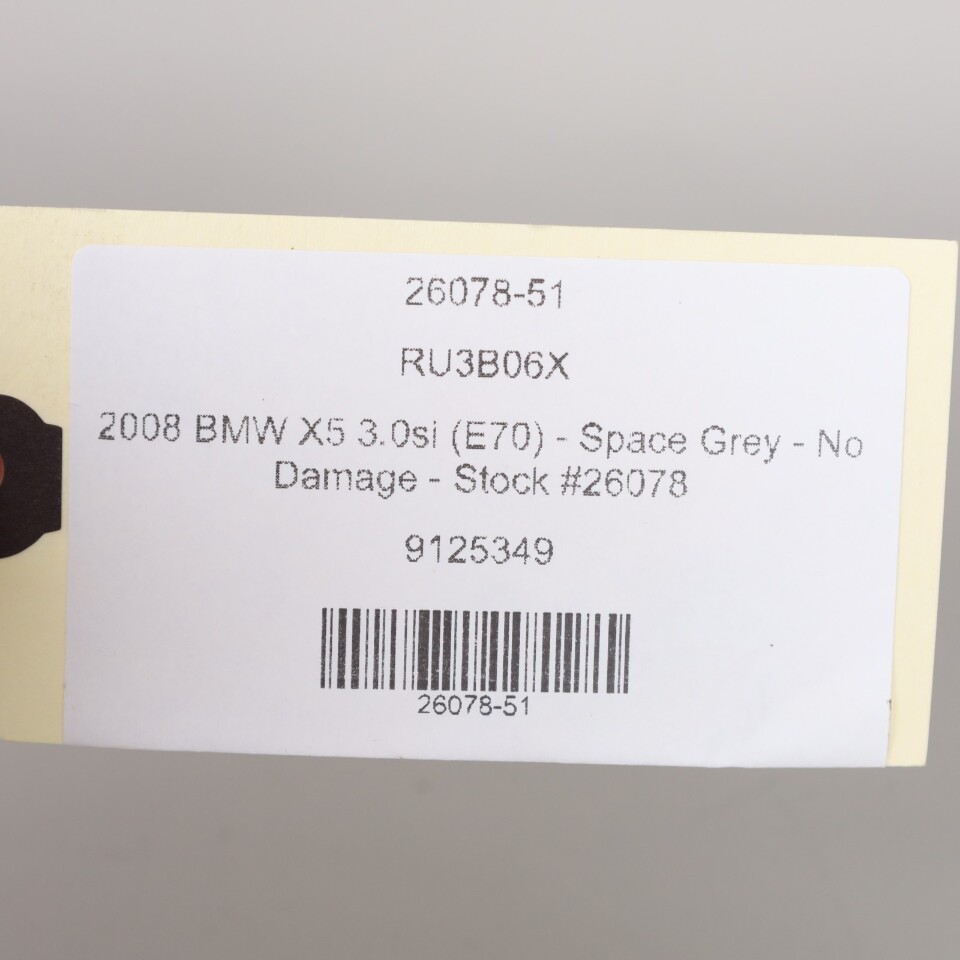 26078-51
RU3B06X
2008 BMW X5 3.0si (E70) - Space Grey - No
Damage - Stock #26078
9125349
26078-51